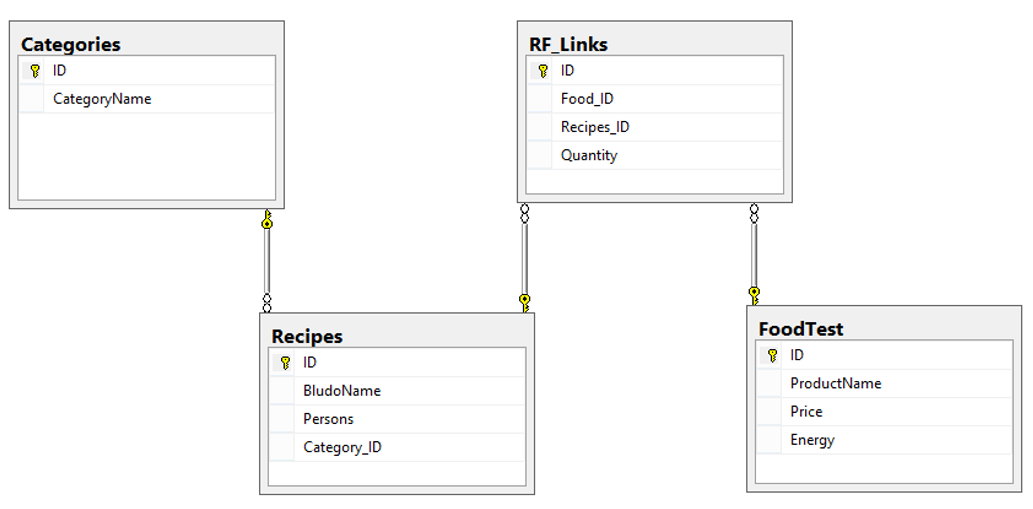 Categories
ID
CategoryName
RF_Links
ID
Food_ID
Recipes_ID
Quantity
Recipes
ID
BludoName
Persons
Category_ID
FoodTest
ID
ProductName
Price
Energy